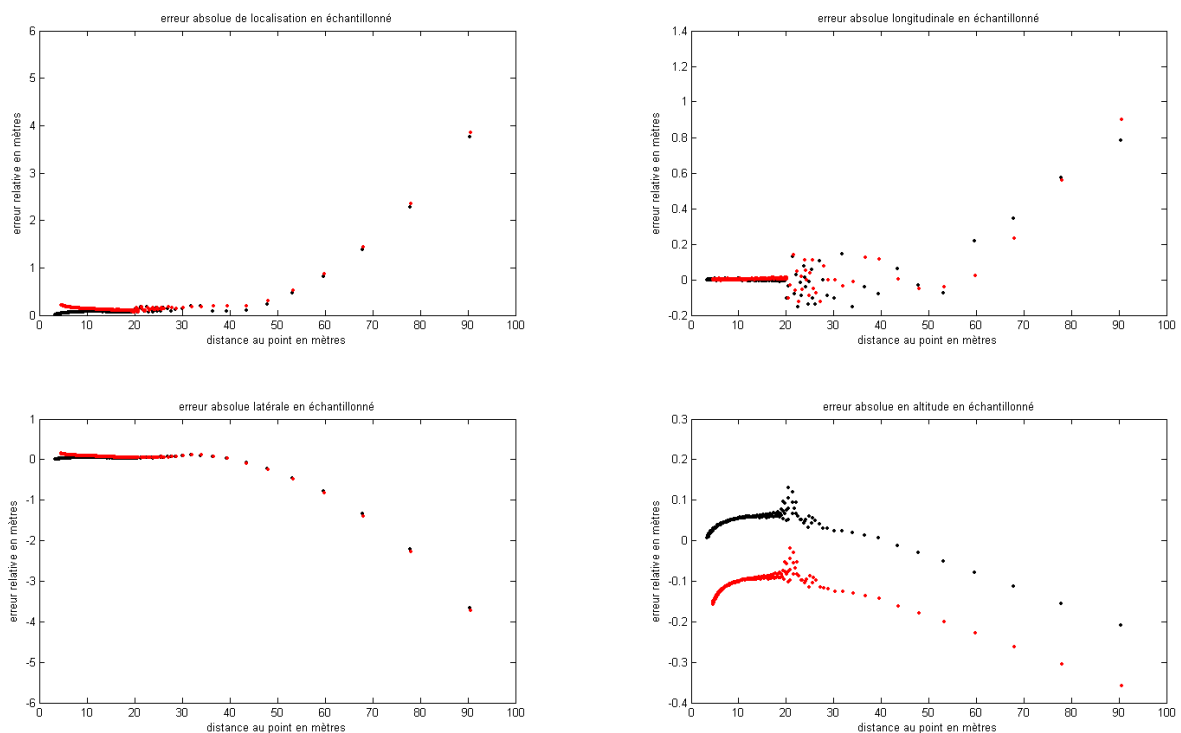 erreur absolue de localisation en échantillonné
erreur relative en mètres
6
5
4
3
2
1
0
0 10 20 30 40 50 60 70 80 90 100
distance au point en mètres
erreur absolue longitudinale en échantillonné
erreur relative en mètres
1.4
1.2
1
0.8
0.6
0.4
0.2
0
-0.2
0 10 20 30 40 50 60 70 80 90 100
distance au point en mètres
erreur absolue latérale en échantillonné
erreur relative en mètres
1
0
-1
-2
-3
-4
-5
-6
0 10 20 30 40 50 60 70 80 90 100
distance au point en mètres
erreur absolue en altitude en échantillonné
erreur relative en mètres
0.3
0.2
0.1
0
-0.1
-0.2
-0.3
-0.4
0 10 20 30 40 50 60 70 80 90 100
distance au point en mètres